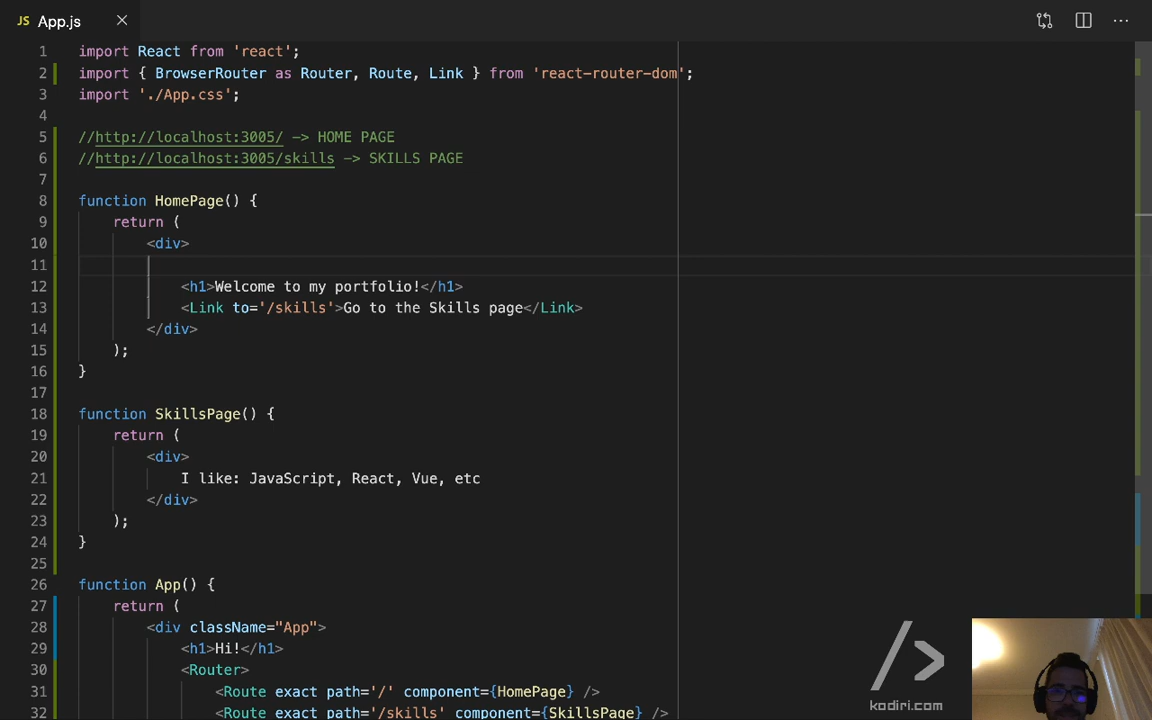 JS App.js
1 import React from 'react';
2 import { BrowserRouter as Router, Route, Link } from 'react-router-dom';
3 import './App.css';
4
5 //http://localhost:3005/ -> HOME PAGE
6 //http://localhost:3005/skills -> SKILLS PAGE
7
8 function HomePage() {
9 return (
10 <div>
11
12 <h1>Welcome to my portfolio!</h1>
13 <Link to='/skills'>Go to the Skills page</Link>
14 </div>
15 );
16 }
17
18 function SkillsPage() {
19 return (
20 <div>
21 I like: JavaScript, React, Vue, etc
22 </div>
23 );
24 }
25
26 function App() {
27 return (
28 <div className="App">
29 <h1>Hi!</h1>
30 <Router>
31 <Route exact path='/' component={HomePage} />
32 <Route exact path='/skills' component={SkillsPage} />
kodiri.com